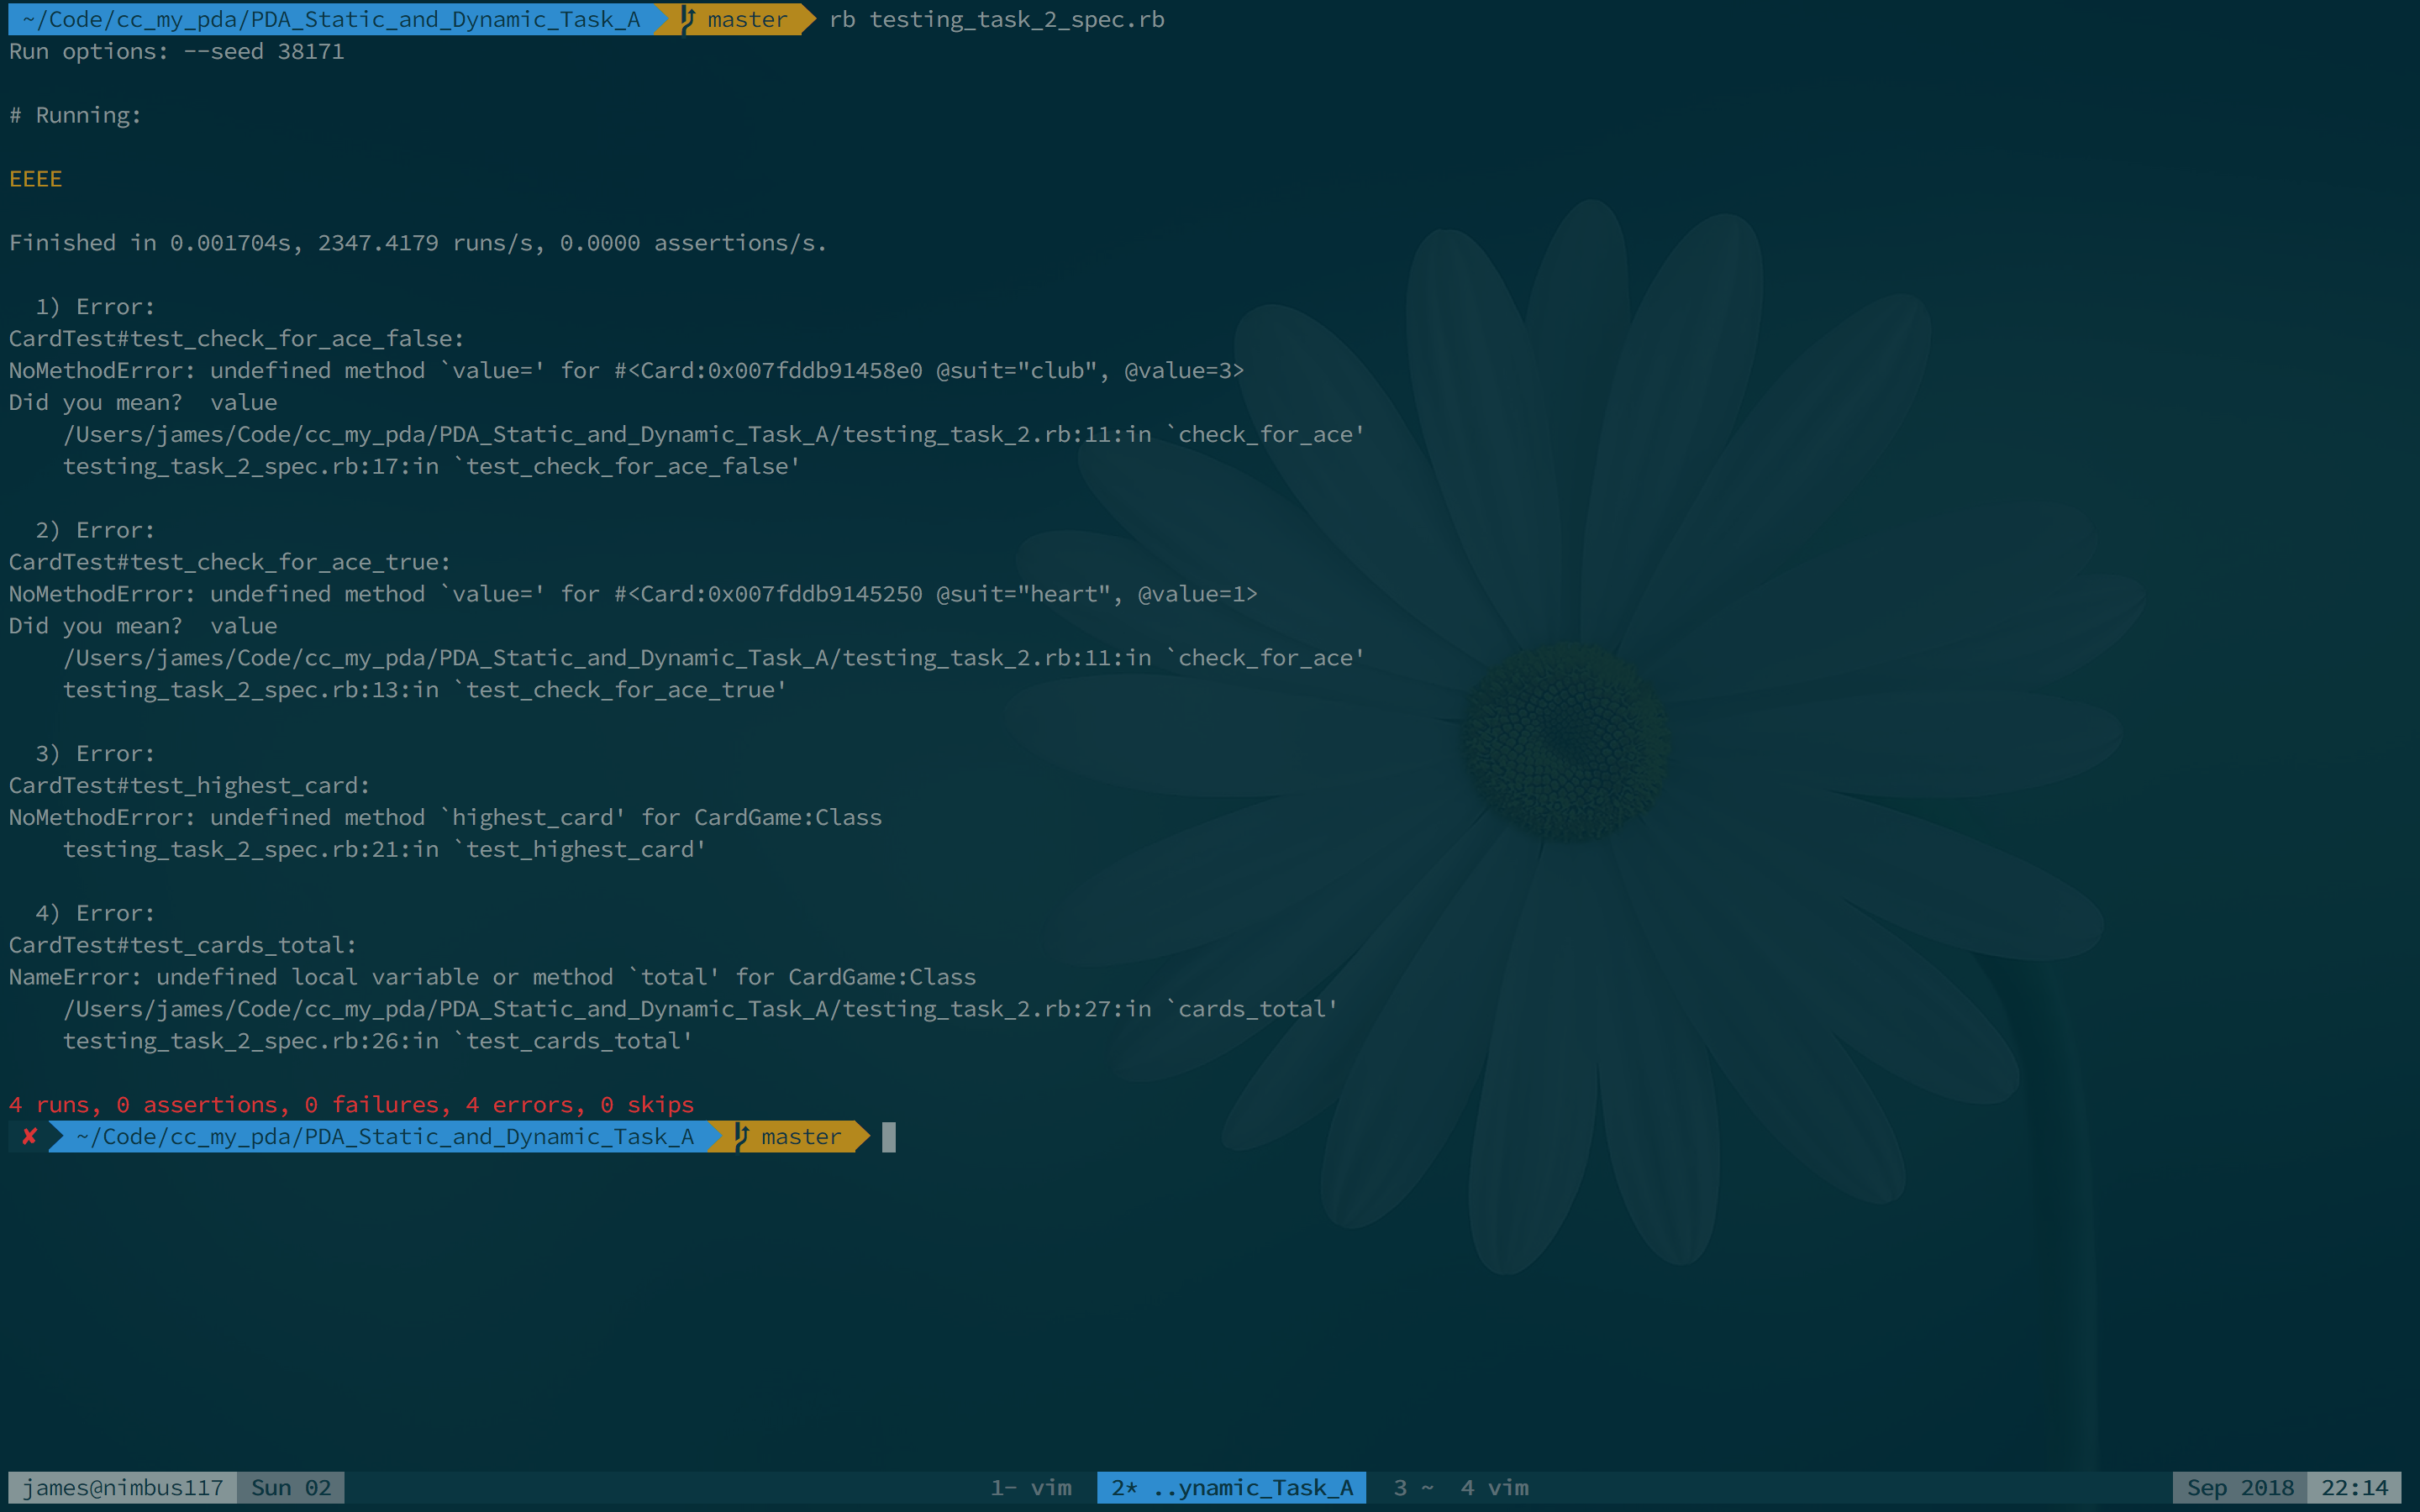 ~/Code/cc_my_pda/PDA_Static_and_Dynamic_Task_A master rb testing_task_2_spec.rb
Run options: --seed 38171
# Running:
EEEE
Finished in 0.001704s, 2347.4179 runs/s, 0.0000 assertions/s.
1) Error:
CardTest#test_check_for_ace_false:
NoMethodError: undefined method `value=' for #<Card:0x007fddb91458e0 @suit="club", @value=3>
Did you mean?  value
/Users/james/Code/cc_my_pda/PDA_Static_and_Dynamic_Task_A/testing_task_2.rb:11:in `check_for_ace'
testing_task_2_spec.rb:17:in `test_check_for_ace_false'
2) Error:
CardTest#test_check_for_ace_true:
NoMethodError: undefined method `value=' for #<Card:0x007fddb9145250 @suit="heart", @value=1>
Did you mean?  value
/Users/james/Code/cc_my_pda/PDA_Static_and_Dynamic_Task_A/testing_task_2.rb:11:in `check_for_ace'
testing_task_2_spec.rb:13:in `test_check_for_ace_true'
3) Error:
CardTest#test_highest_card:
NoMethodError: undefined method `highest_card' for CardGame:Class
testing_task_2_spec.rb:21:in `test_highest_card'
4) Error:
CardTest#test_cards_total:
NameError: undefined local variable or method `total' for CardGame:Class
/Users/james/Code/cc_my_pda/PDA_Static_and_Dynamic_Task_A/testing_task_2.rb:27:in `cards_total'
testing_task_2_spec.rb:26:in `test_cards_total'
4 runs, 0 assertions, 0 failures, 4 errors, 0 skips
✘ ~/Code/cc_my_pda/PDA_Static_and_Dynamic_Task_A master
james@nimbus117 Sun 02 1- vim 2* ..ynamic_Task_A 3 ~ 4 vim Sep 2018 22:14